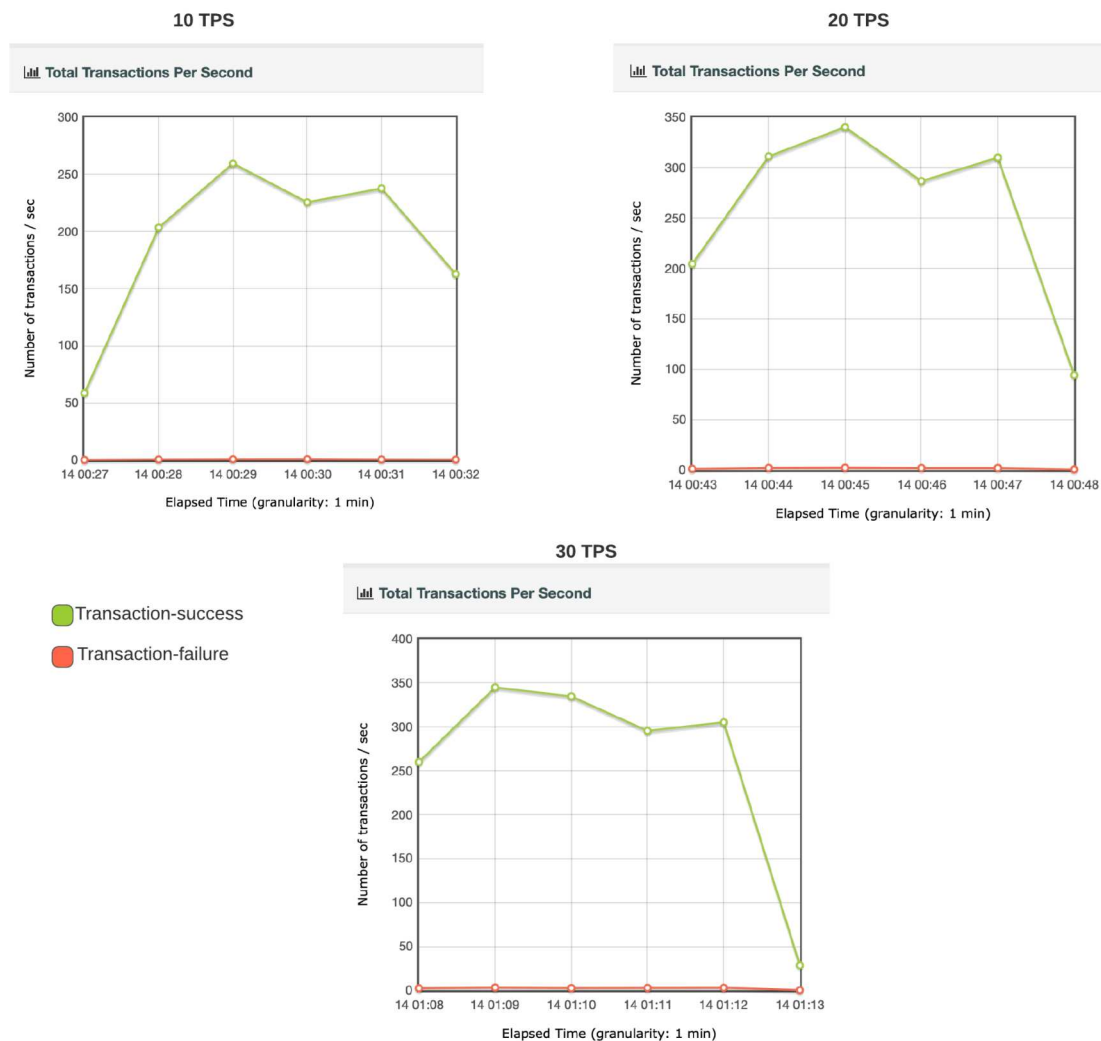 10 TPS
Total Transactions Per Second
300
250
200
150
100
50
0
Number of transactions / sec
14 00:27 14 00:28 14 00:29 14 00:30 14 00:31 14 00:32
Elapsed Time (granularity: 1 min)
20 TPS
Total Transactions Per Second
350
300
250
200
150
100
50
0
Number of transactions / sec
14 00:43 14 00:44 14 00:45 14 00:46 14 00:47 14 00:48
Elapsed Time (granularity: 1 min)
Transaction-success
Transaction-failure
30 TPS
Total Transactions Per Second
400
350
300
250
200
150
100
50
0
Number of transactions / sec
14 01:08 14 01:09 14 01:10 14 01:11 14 01:12 14 01:13
Elapsed Time (granularity: 1 min)